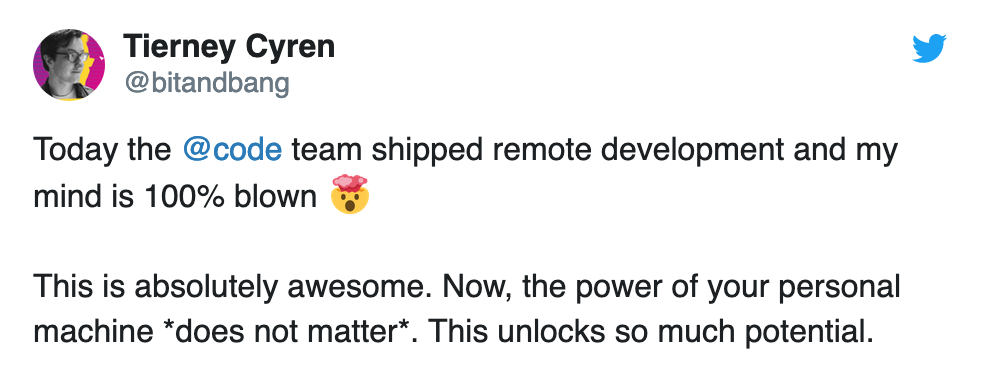 Tierney Cyren
@bitandbang
Today the @code team shipped remote development and my
mind is 100% blown 🤯
This is absolutely awesome. Now, the power of your personal
machine *does not matter*. This unlocks so much potential.